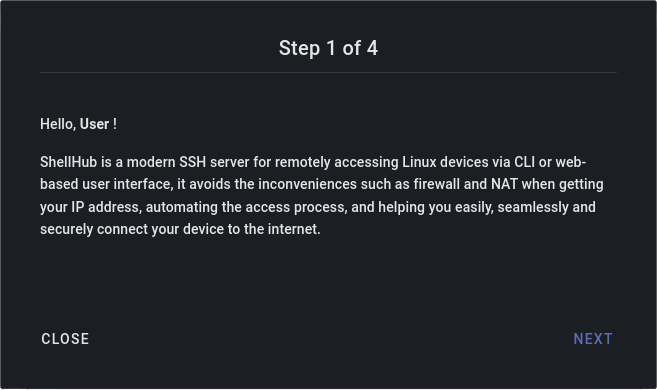 Step 1 of 4
Hello, User !
ShellHub is a modern SSH server for remotely accessing Linux devices via CLI or web-
based user interface, it avoids the inconveniences such as firewall and NAT when getting
your IP address, automating the access process, and helping you easily, seamlessly and
securely connect your device to the internet.
CLOSE
NEXT